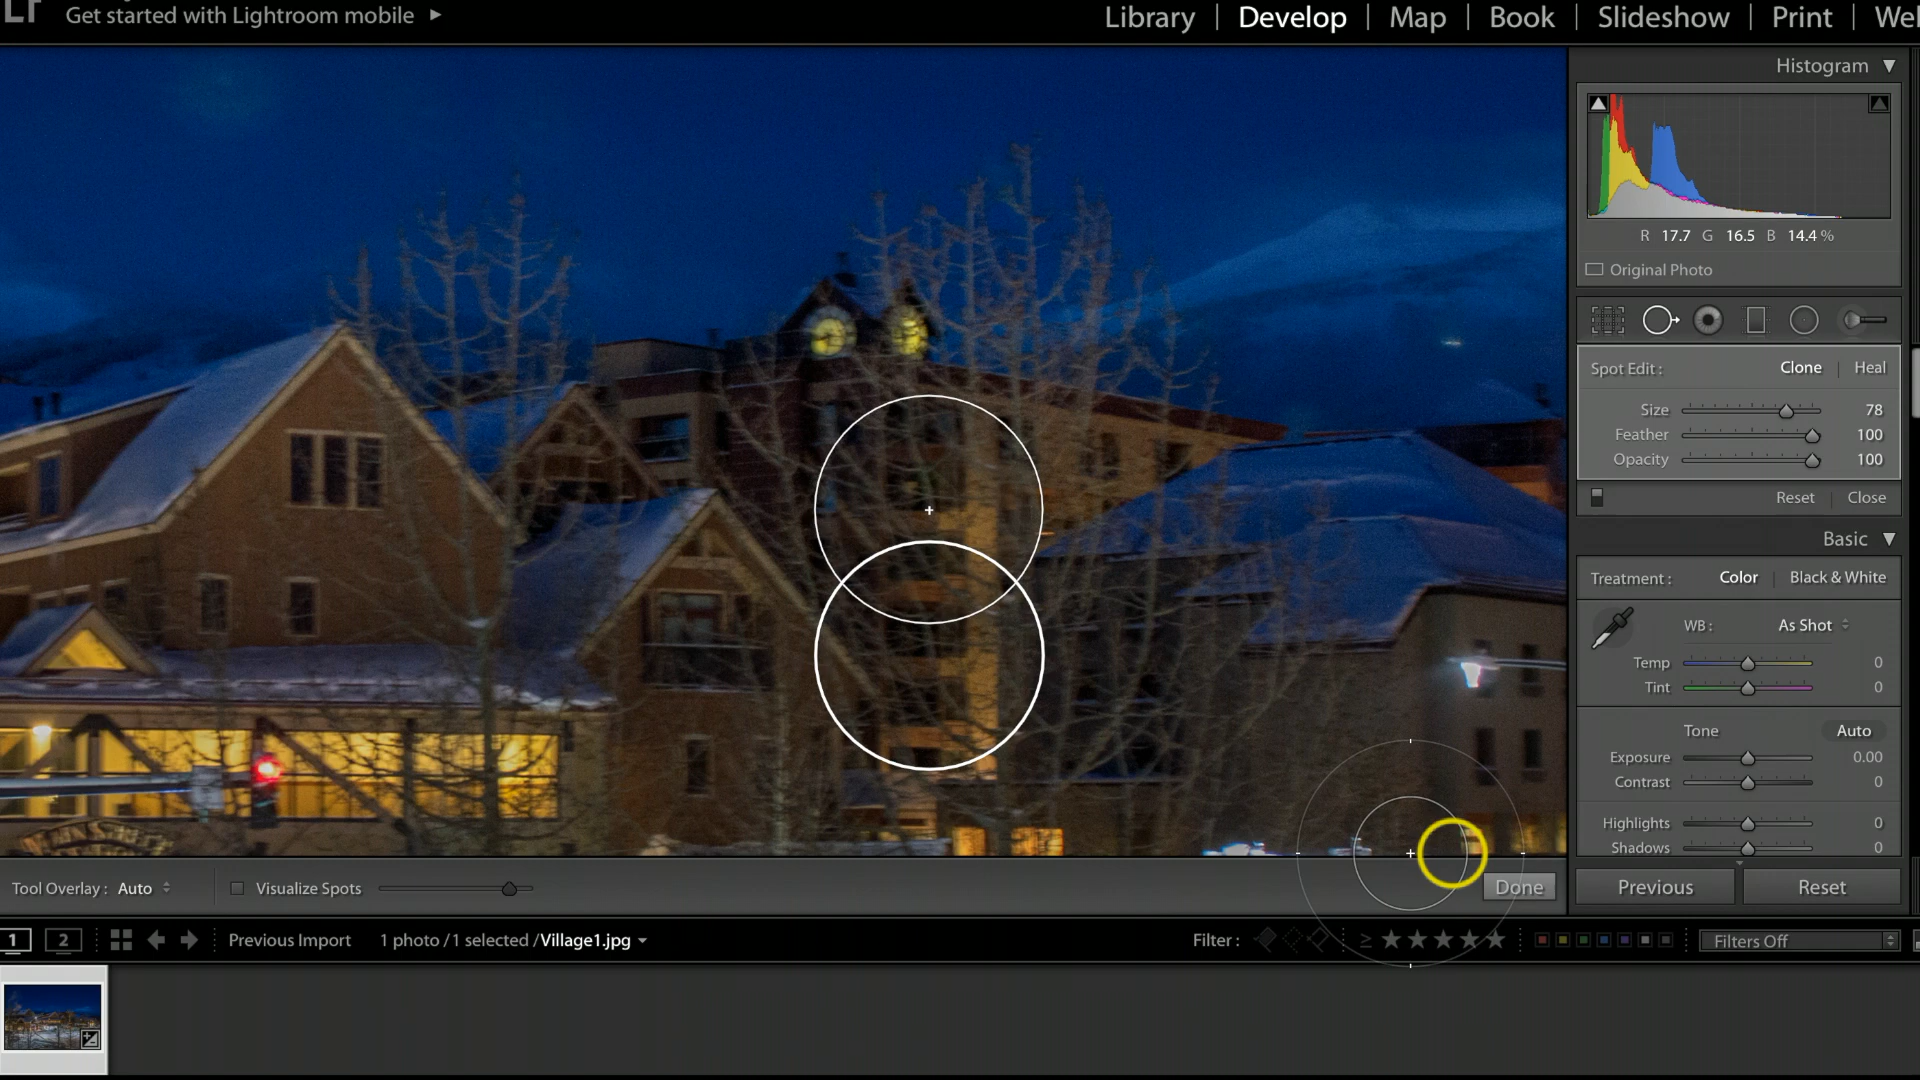 Lr
Get started with Lightroom mobile
Library | Develop | Map | Book | Slideshow | Print |
Histogram
R 17.7 G 16.5 B 14.4 %
Original Photo
Spot Edit : Clone | Heal
Size 78
Feather 100
Opacity 100
Reset | Close
Basic
Treatment : Color | Black & White
WB : As Shot
Temp 0
Tint 0
Tone Auto
Exposure 0.00
Contrast 0
Highlights 0
Shadows 0
Tool Overlay : Auto Visualize Spots Done
Previous Reset
1 2 Previous Import 1 photo / 1 selected / Village1.jpg Filter : ≥ ★★★★★ Filters Off